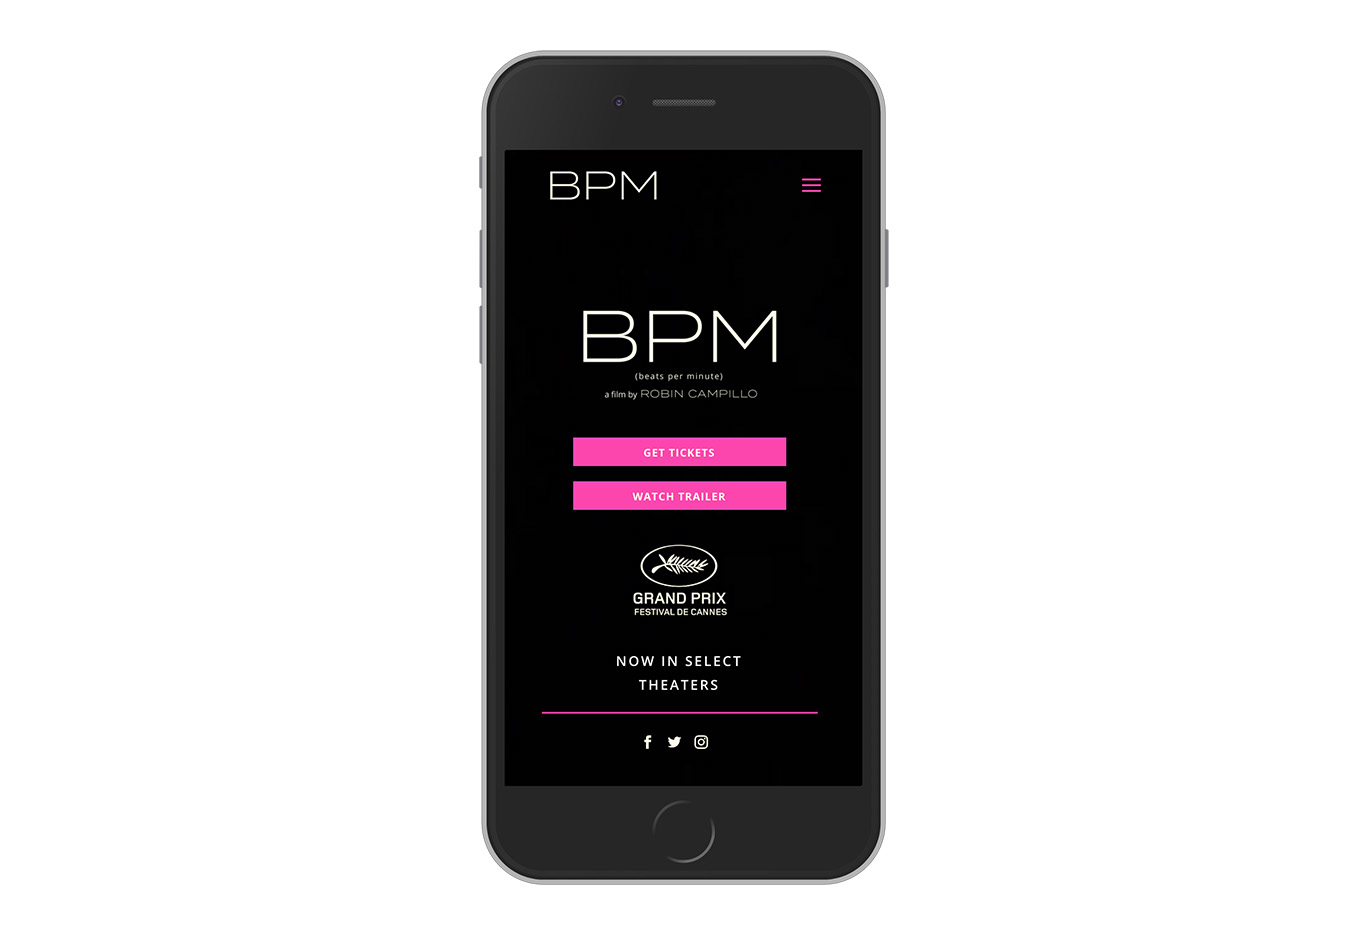 BPM
BPM
(beats per minute)
a film by ROBIN CAMPILLO
GET TICKETS
WATCH TRAILER
GRAND PRIX
FESTIVAL DE CANNES
NOW IN SELECT
THEATERS